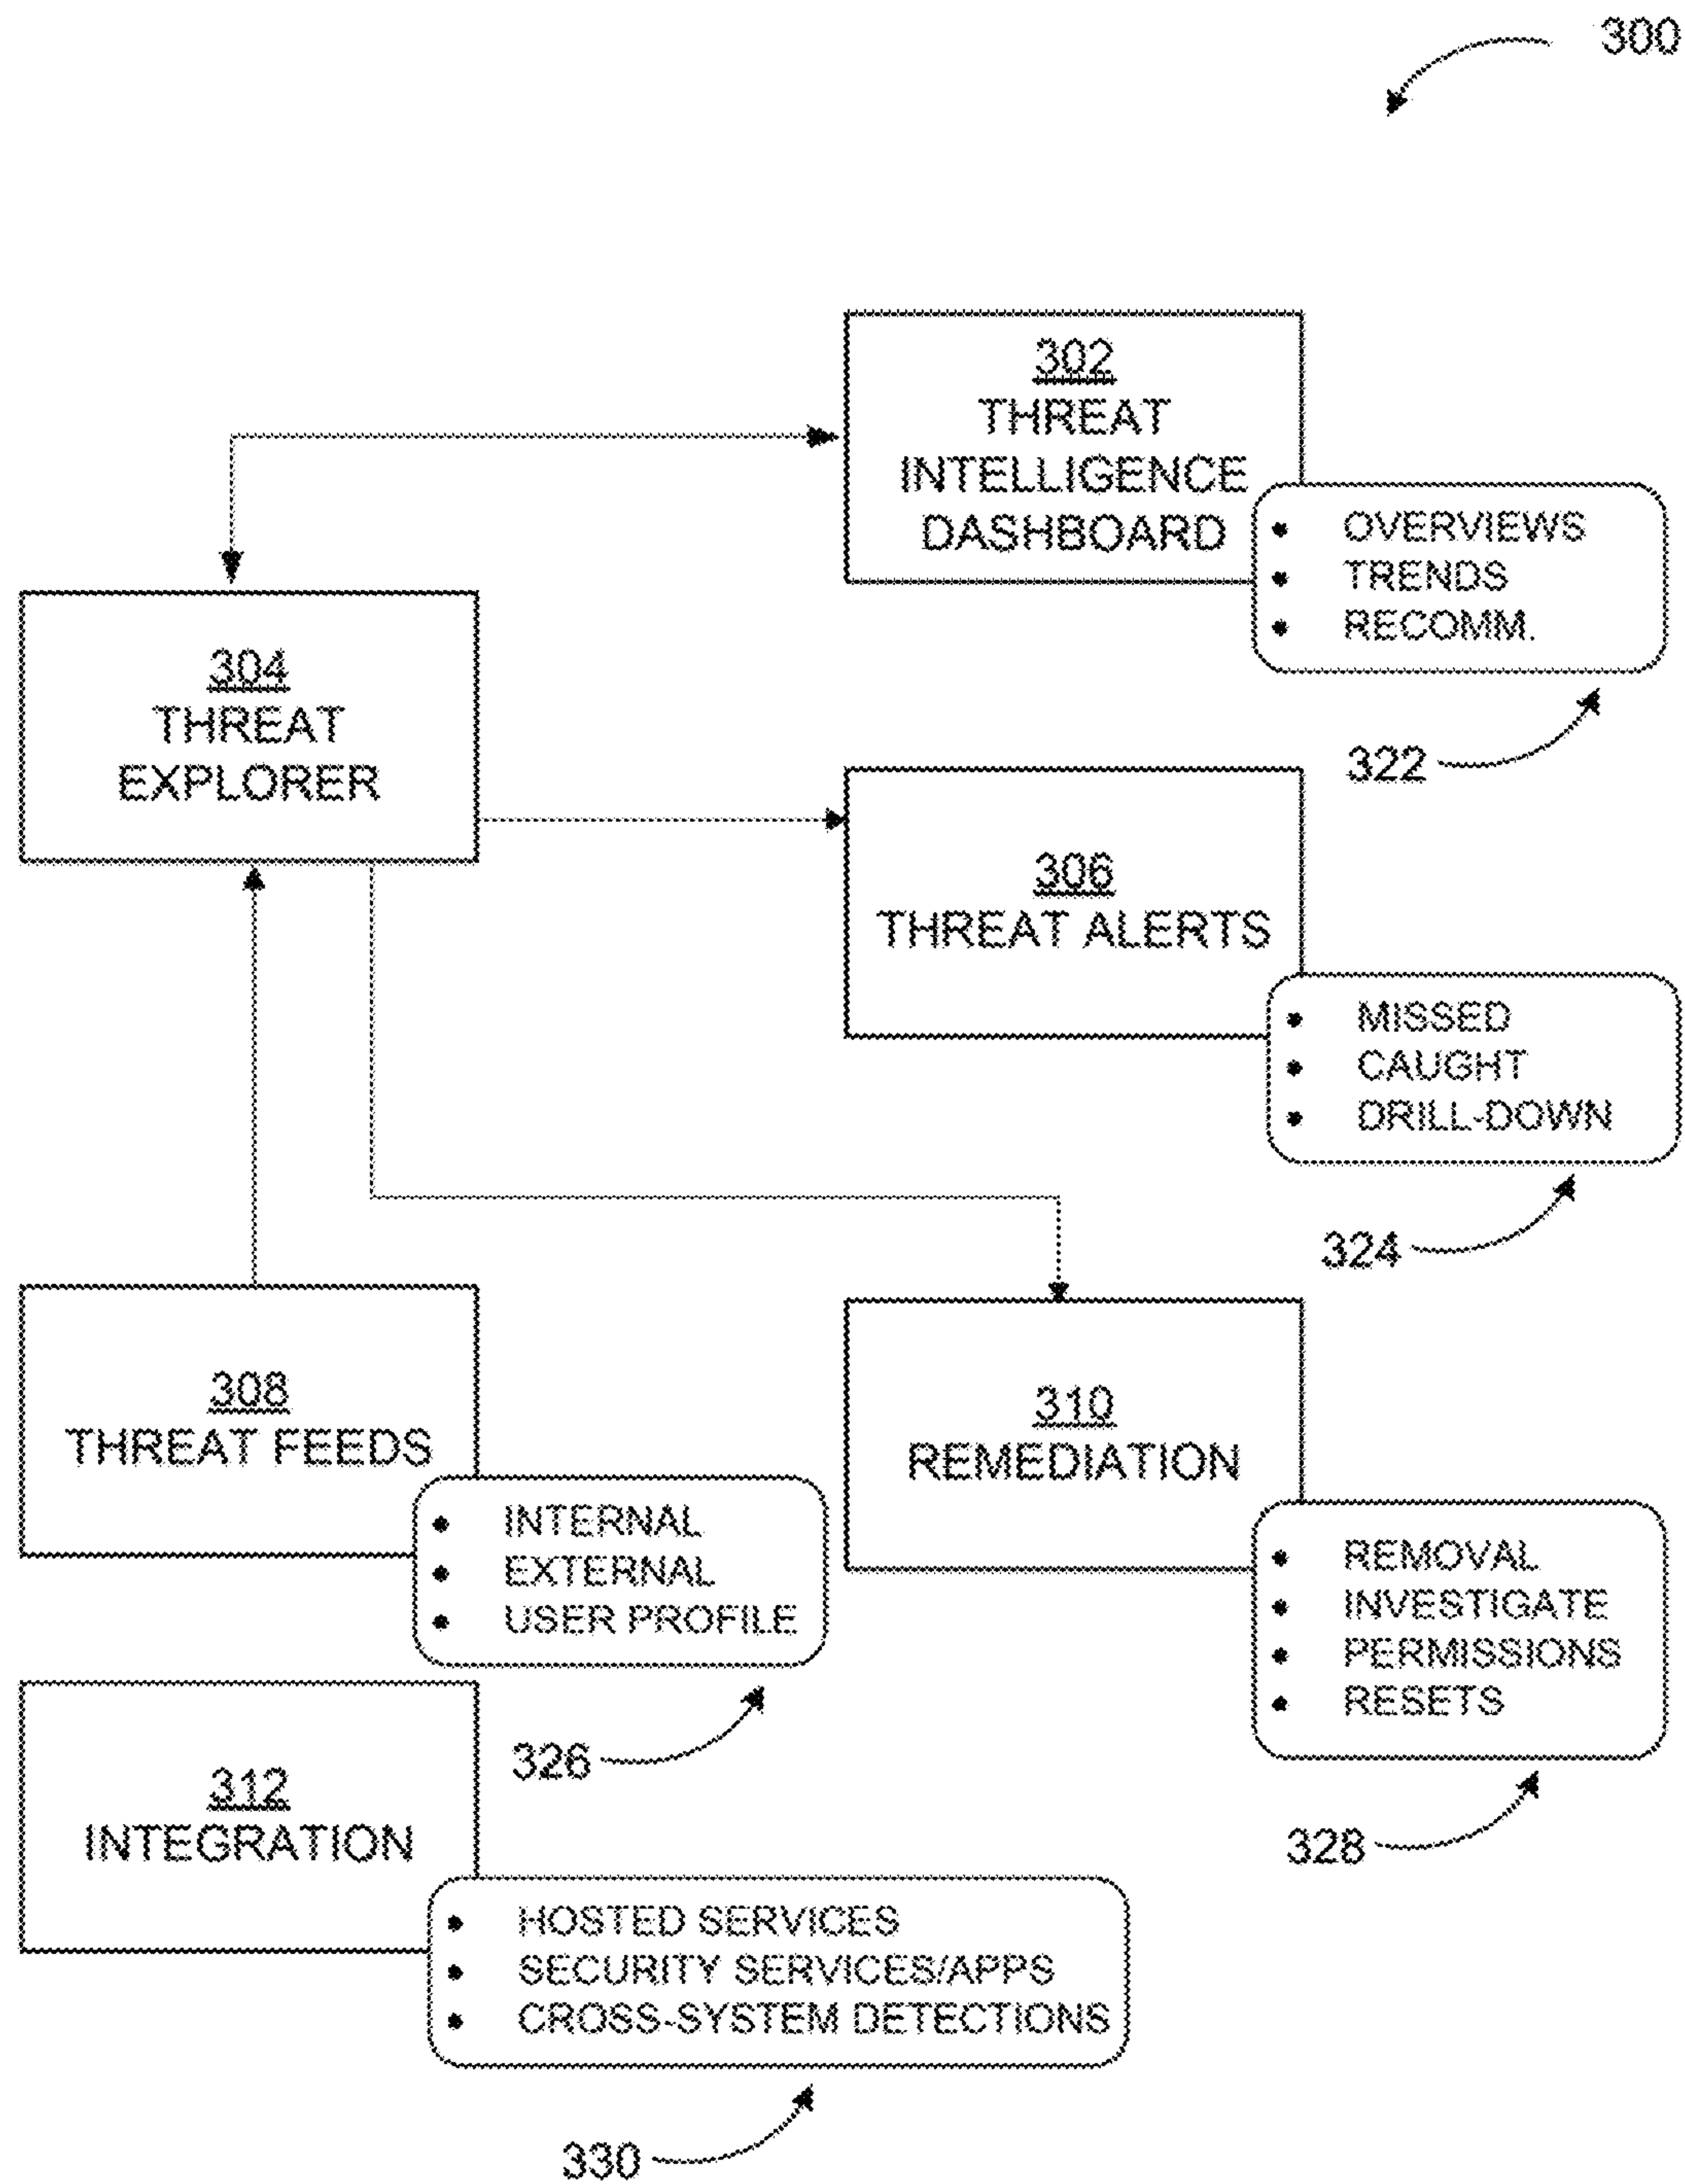 300
302
THREAT
INTELLIGENCE
DASHBOARD
• OVERVIEWS
• TRENDS
• RECOMM.
322
304
THREAT
EXPLORER
306
THREAT ALERTS
• MISSED
• CAUGHT
• DRILL-DOWN
324
308
THREAT FEEDS
• INTERNAL
• EXTERNAL
• USER PROFILE
326
310
REMEDIATION
• REMOVAL
• INVESTIGATE
• PERMISSIONS
• RESETS
328
312
INTEGRATION
• HOSTED SERVICES
• SECURITY SERVICES/APPS
• CROSS-SYSTEM DETECTIONS
330